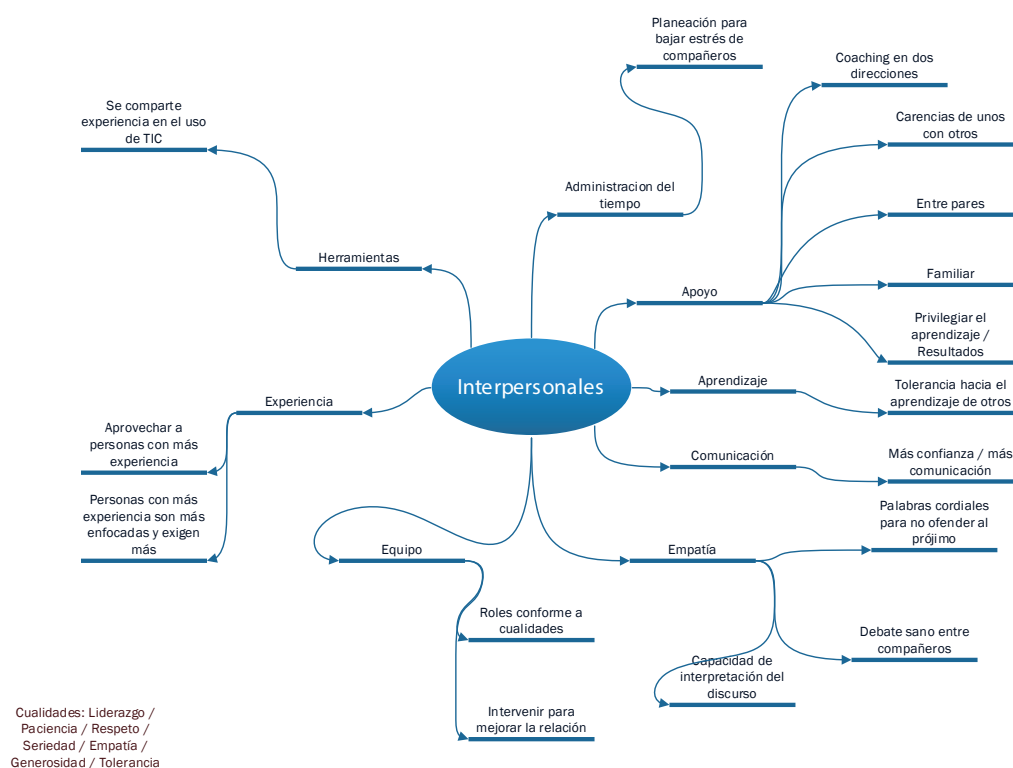 Planeación para
bajar estrés de
compañeros
Coaching en dos
direcciones
Se comparte
experiencia en el uso
de TIC
Carencias de unos
con otros
Administracion del
tiempo
Entre pares
Herramientas
Familiar
Apoyo
Privilegiar el
aprendizaje /
Resultados
Interpersonales
Aprendizaje
Tolerancia hacia el
aprendizaje de otros
Experiencia
Aprovechar a
personas con más
experiencia
Comunicación
Más confianza / más
comunicación
Personas con más
experiencia son más
enfocadas y exigen
más
Palabras cordiales
para no ofender al
prójimo
Equipo
Empatía
Roles conforme a
cualidades
Debate sano entre
compañeros
Capacidad de
interpretación del
discurso
Intervenir para
mejorar la relación
Cualidades: Liderazgo /
Paciencia / Respeto /
Seriedad / Empatía /
Generosidad / Tolerancia